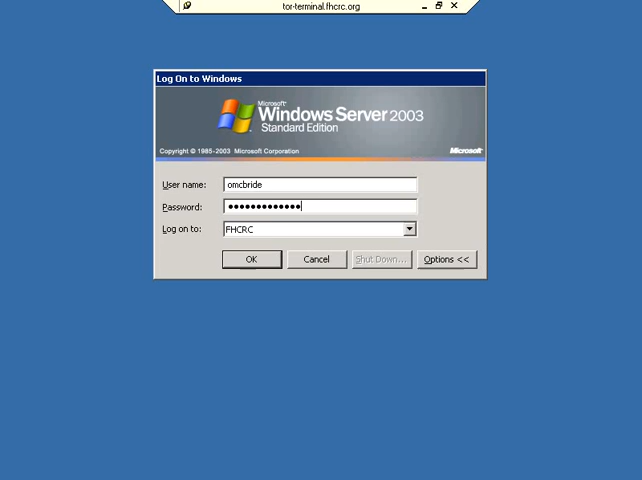 tor-terminal.fhcrc.org
Log On to Windows
Microsoft®
Windows Server 2003
Standard Edition
Copyright © 1985-2003 Microsoft Corporation
Microsoft
User name: omcbride
Password: •••••••••••••
Log on to: FHCRC
OK Cancel Shut Down... Options <<